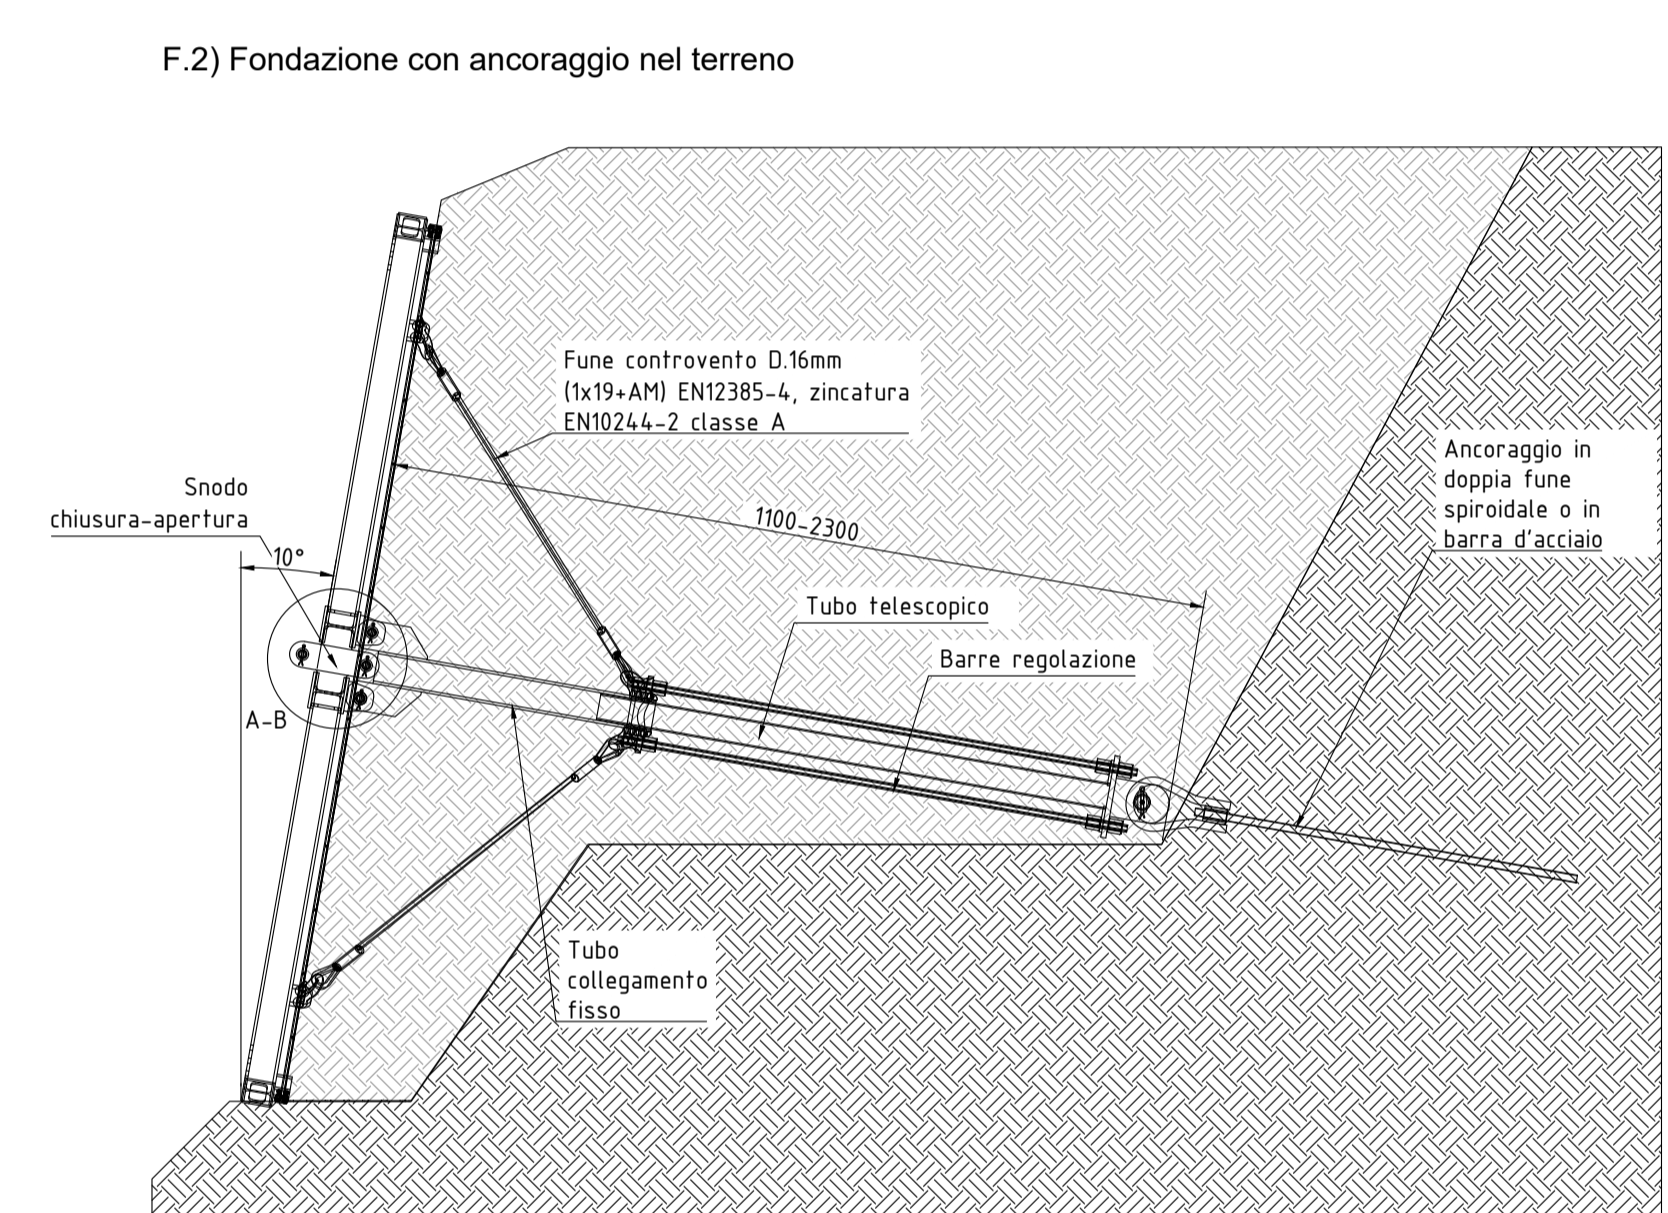 F.2) Fondazione con ancoraggio nel terreno
Fune controvento D.16mm
(1x19+AM) EN12385-4, zincatura
EN10244-2 classe A
Ancoraggio in
doppia fune
spiroidale o in
barra d'acciaio
Snodo
chiusura-apertura
10°
1100-2300
Tubo telescopico
Barre regolazione
A-B
Tubo
collegamento
fisso